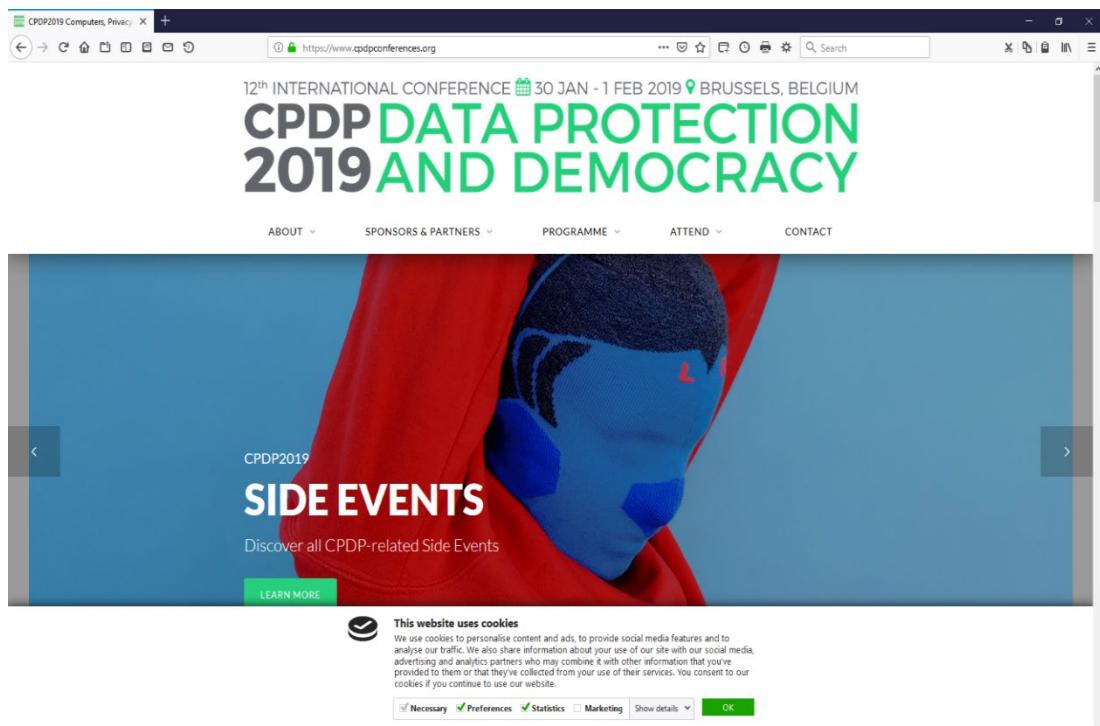 CPDP2019 Computers, Privacy
https://www.cpdpconferences.org
Search
12th INTERNATIONAL CONFERENCE 30 JAN - 1 FEB 2019 BRUSSELS, BELGIUM
CPDP DATA PROTECTION
2019 AND DEMOCRACY
ABOUT SPONSORS & PARTNERS PROGRAMME ATTEND CONTACT
CPDP2019
SIDE EVENTS
Discover all CPDP-related Side Events
LEARN MORE
This website uses cookies
We use cookies to personalise content and ads, to provide social media features and to
analyse our traffic. We also share information about your use of our site with our social media,
advertising and analytics partners who may combine it with other information that you've
provided to them or that they've collected from your use of their services. You consent to our
cookies if you continue to use our website.
Necessary Preferences Statistics Marketing Show details OK